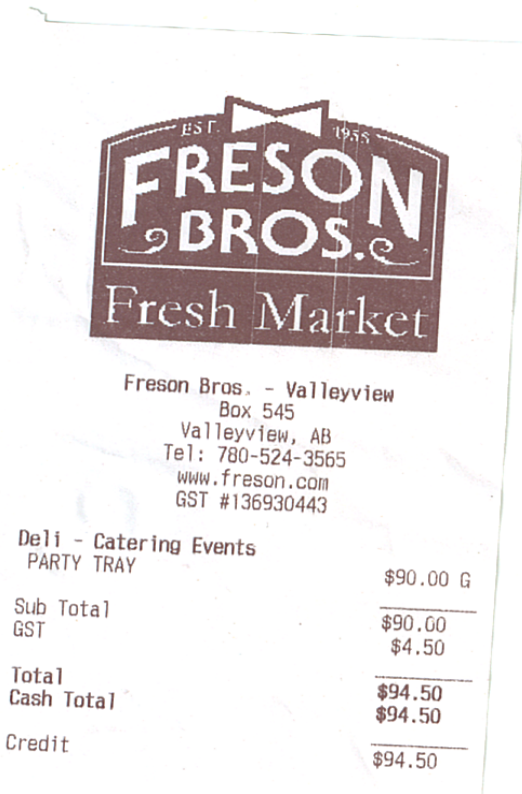 EST. 1955
FRESON
BROS.
Fresh Market
Freson Bros. - Valleyview
Box 545
Valleyview, AB
Tel: 780-524-3565
www.freson.com
GST #136930443
Deli - Catering Events
PARTY TRAY $90.00 G
Sub Total $90.00
GST $4.50
Total $94.50
Cash Total $94.50
Credit $94.50